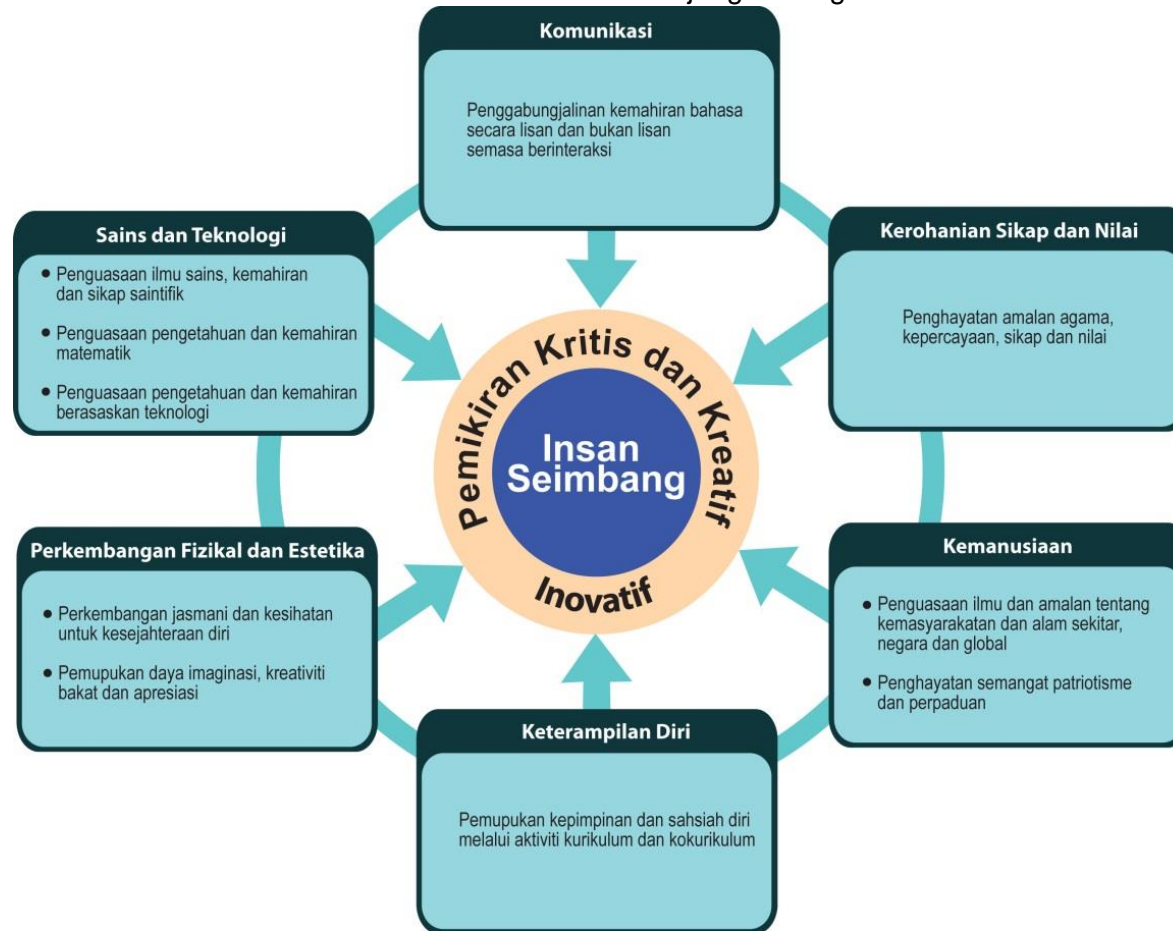 Komunikasi
Penggabungjalinan kemahiran bahasa
secara lisan dan bukan lisan
semasa berinteraksi
Sains dan Teknologi
● Penguasaan ilmu sains, kemahiran
dan sikap saintifik
● Penguasaan pengetahuan dan kemahiran
matematik
● Penguasaan pengetahuan dan kemahiran
berasaskan teknologi
Kerohanian Sikap dan Nilai
Penghayatan amalan agama,
kepercayaan, sikap dan nilai
Pemikiran Kritis dan Kreatif
Insan
Seimbang
Inovatif
Perkembangan Fizikal dan Estetika
● Perkembangan jasmani dan kesihatan
untuk kesejahteraan diri
● Pemupukan daya imaginasi, kreativiti
bakat dan apresiasi
Kemanusiaan
● Penguasaan ilmu dan amalan tentang
kemasyarakatan dan alam sekitar,
negara dan global
● Penghayatan semangat patriotisme
dan perpaduan
Keterampilan Diri
Pemupukan kepimpinan dan sahsiah diri
melalui aktiviti kurikulum dan kokurikulum